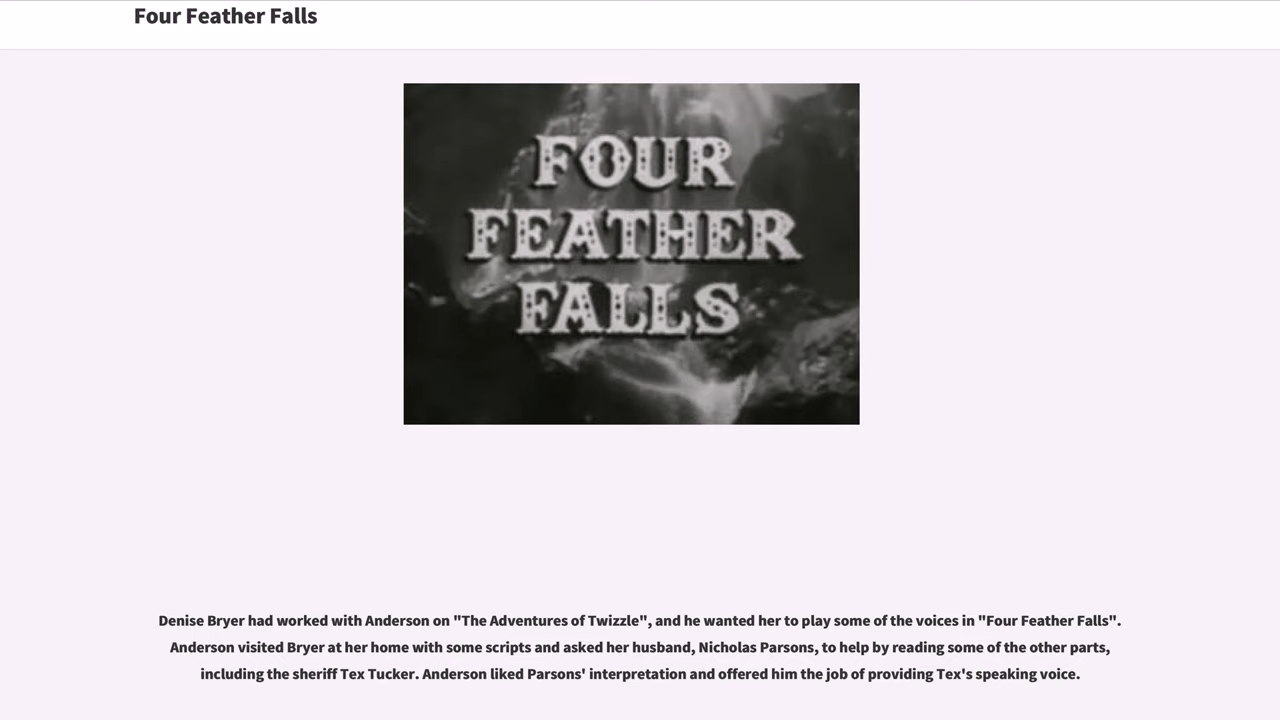 Four Feather Falls
FOUR
FEATHER
FALLS
Denise Bryer had worked with Anderson on "The Adventures of Twizzle", and he wanted her to play some of the voices in "Four Feather Falls".
Anderson visited Bryer at her home with some scripts and asked her husband, Nicholas Parsons, to help by reading some of the other parts,
including the sheriff Tex Tucker. Anderson liked Parsons' interpretation and offered him the job of providing Tex's speaking voice.